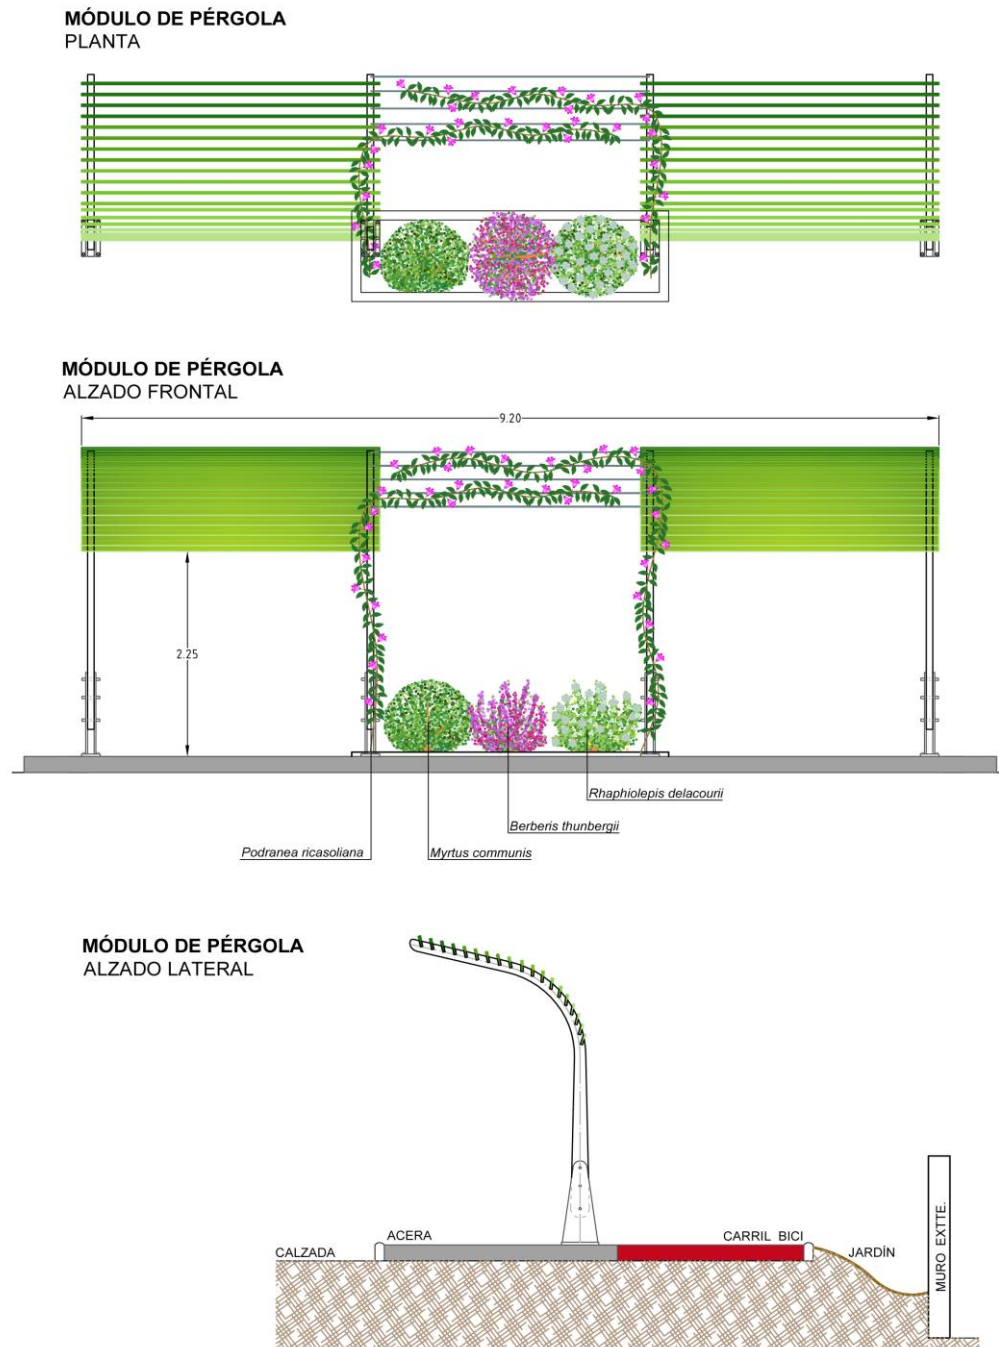 MÓDULO DE PÉRGOLA
PLANTA
MÓDULO DE PÉRGOLA
ALZADO FRONTAL
9.20
2.25
Rhaphiolepis delacourii
Berberis thunbergii
Podranea ricasoliana
Myrtus communis
MÓDULO DE PÉRGOLA
ALZADO LATERAL
CALZADA
ACERA
CARRIL BICI
JARDÍN
MURO EXTTE.